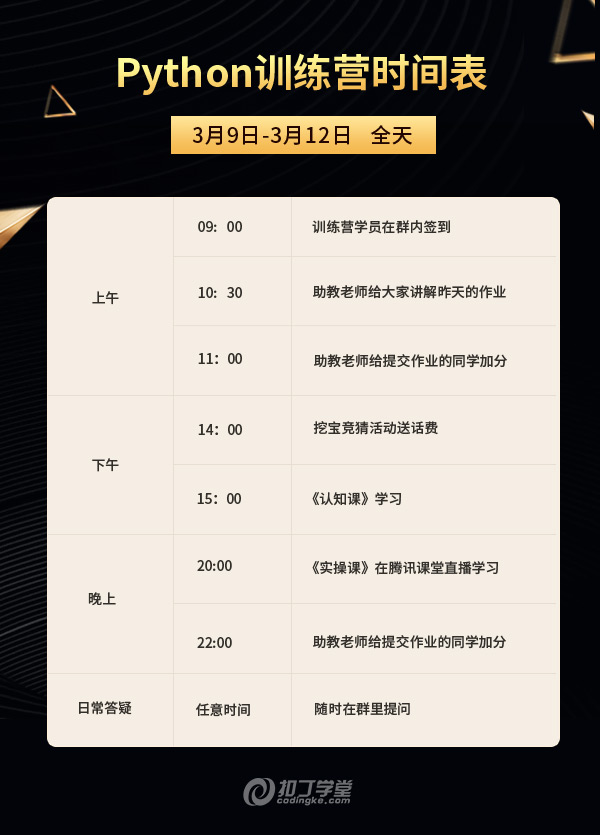 Python训练营时间表
3月9日-3月12日 全天
上午
09: 00 训练营学员在群内签到
10: 30 助教老师给大家讲解昨天的作业
11: 00 助教老师给提交作业的同学加分
下午
14: 00 挖宝竞猜活动送话费
15: 00 《认知课》学习
晚上
20:00 《实操课》在腾讯课堂直播学习
22:00 助教老师给提交作业的同学加分
日常答疑 任意时间 随时在群里提问
扣丁学堂
codingke.com